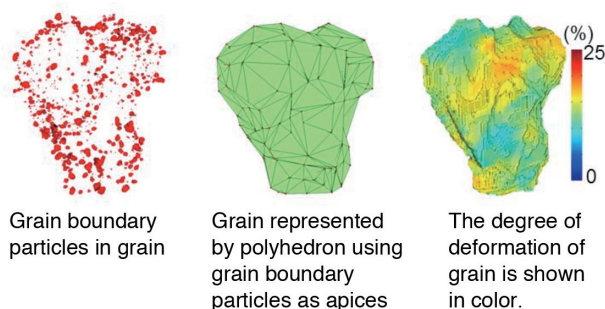 (%)
25
0
Grain boundary
particles in grain
Grain represented
by polyhedron using
grain boundary
particles as apices
The degree of
deformation of
grain is shown
in color.